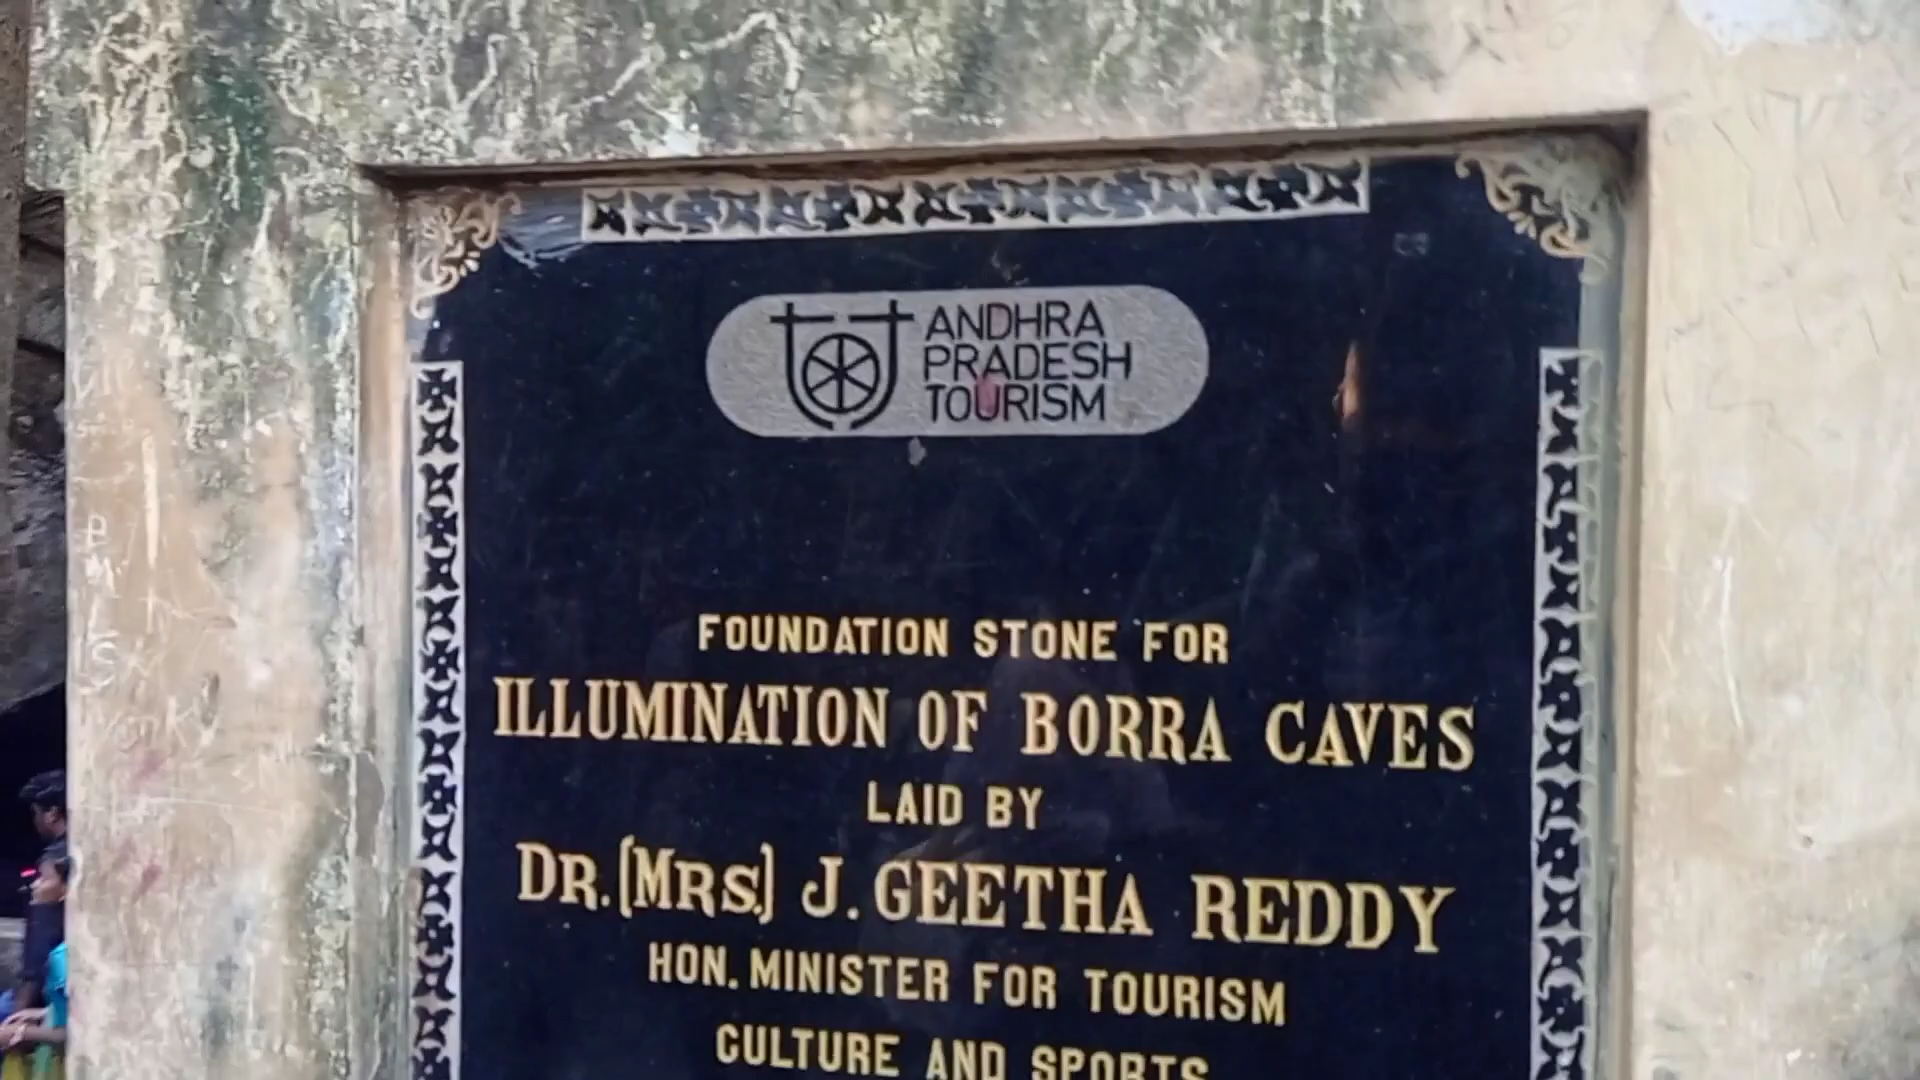 ANDHRA
PRADESH
TOURISM
FOUNDATION STONE FOR
ILLUMINATION OF BORRA CAVES
LAID BY
DR. (MRS.) J. GEETHA REDDY
HON. MINISTER FOR TOURISM
CULTURE AND SPORTS